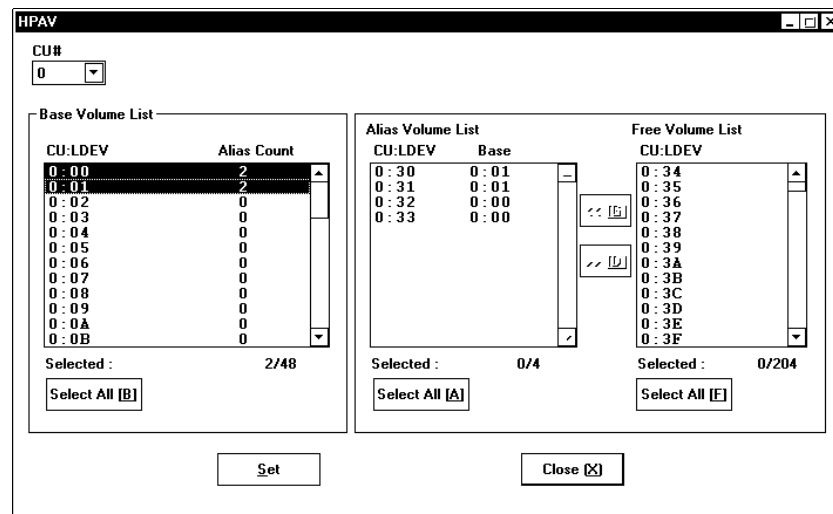 HPAV
CU#
0
Base Volume List
CU:LDEV Alias Count
0:00 2
0:01 2
0:02 0
0:03 0
0:04 0
0:05 0
0:06 0
0:07 0
0:08 0
0:09 0
0:0A 0
0:0B 0
Selected : 2/48
Select All [B]
Alias Volume List
CU:LDEV Base
0:30 0:01
0:31 0:01
0:32 0:00
0:33 0:00
Selected : 0/4
Select All [A]
<< [G]
>> [D]
Free Volume List
CU:LDEV
0:34
0:35
0:36
0:37
0:38
0:39
0:3A
0:3B
0:3C
0:3D
0:3E
0:3F
Selected : 0/204
Select All [F]
Set
Close [X]